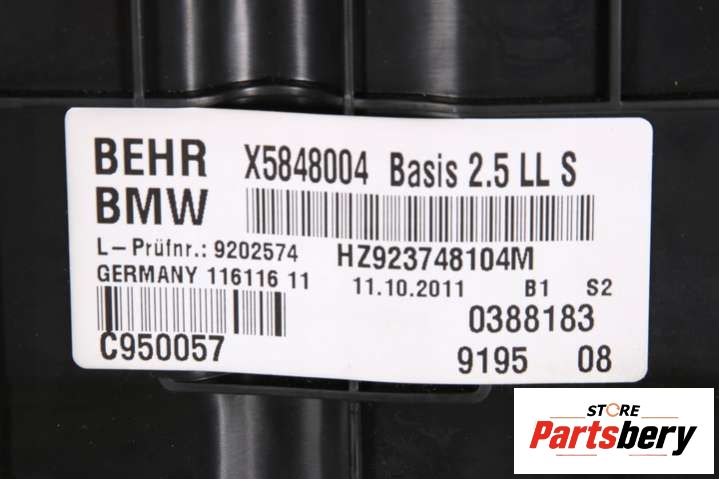 BEHR X5848004 Basis 2.5 LL S
BMW
L-Prüfnr.: 9202574 HZ923748104M
GERMANY 116116 11 11.10.2011 B1 S2
0388183
C950057 9195 08
STORE
Partsbery